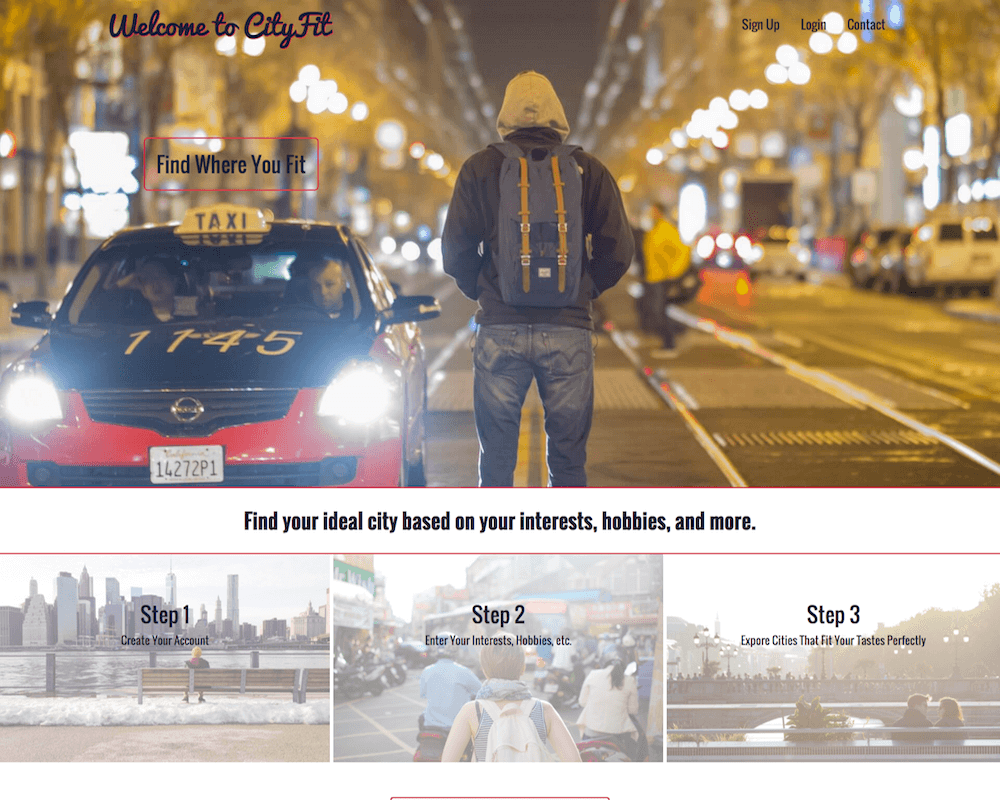 Welcome to CityFit
Sign Up Login Contact
Find Where You Fit
TAXI
1145
California
14272P1
Find your ideal city based on your interests, hobbies, and more.
Step 1
Create Your Account
Step 2
Enter Your Interests, Hobbies, etc.
Step 3
Expore Cities That Fit Your Tastes Perfectly